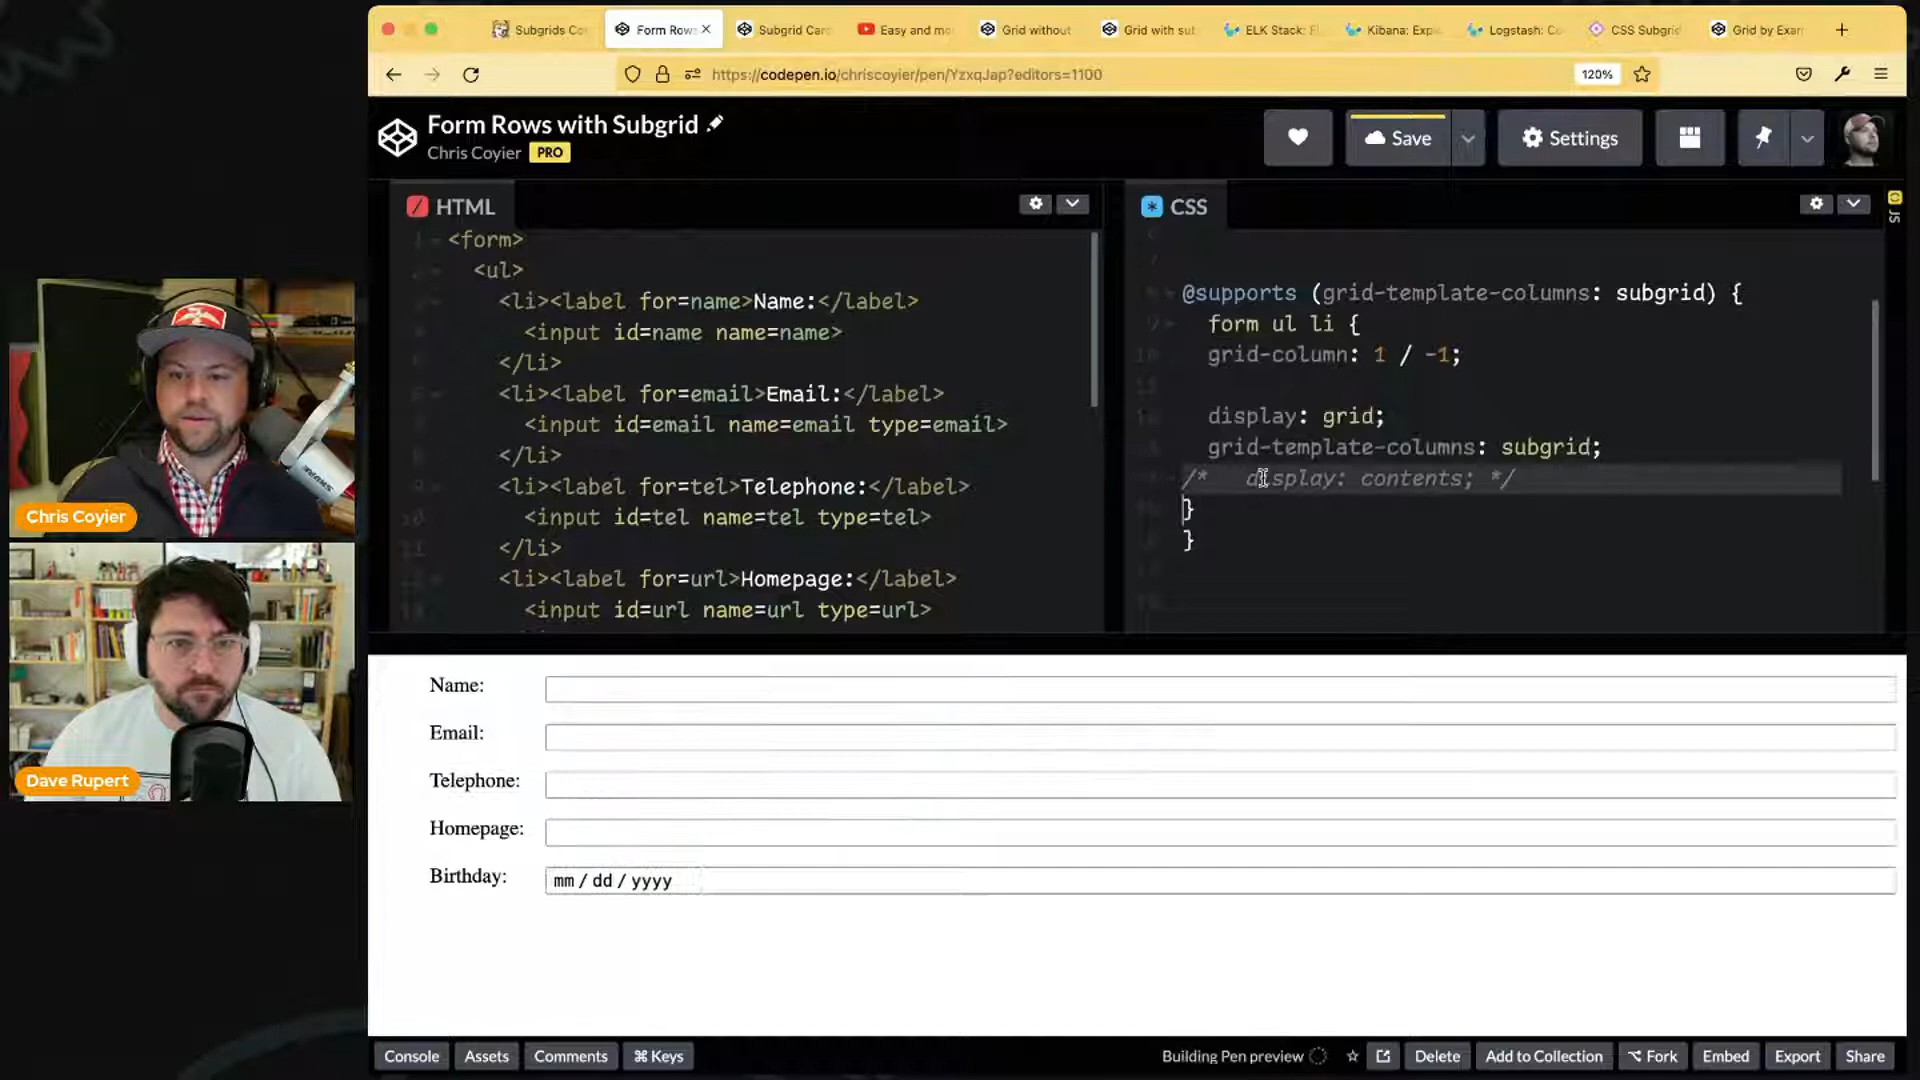 Subgrids Co
Form Rows
Subgrid Card
Easy and mo
Grid without
Grid with sub
ELK Stack: E
Kibana: Expl
Logstash: Co
CSS Subgrid
Grid by Exam
https://codepen.io/chriscoyier/pen/YzxqJap?editors=1100
120%
Form Rows with Subgrid
Chris Coyier PRO
Save
Settings
HTML
<form>
<ul>
<li><label for=name>Name:</label>
<input id=name name=name>
</li>
<li><label for=email>Email:</label>
<input id=email name=email type=email>
</li>
<li><label for=tel>Telephone:</label>
<input id=tel name=tel type=tel>
</li>
<li><label for=url>Homepage:</label>
<input id=url name=url type=url>
CSS
JS
@supports (grid-template-columns: subgrid) {
form ul li {
grid-column: 1 / -1;
display: grid;
grid-template-columns: subgrid;
/* display: contents; */
}
}
Chris Coyier
Dave Rupert
Name:
Email:
Telephone:
Homepage:
Birthday:
mm / dd / yyyy
Console
Assets
Comments
⌘ Keys
Building Pen preview
Delete
Add to Collection
Fork
Embed
Export
Share